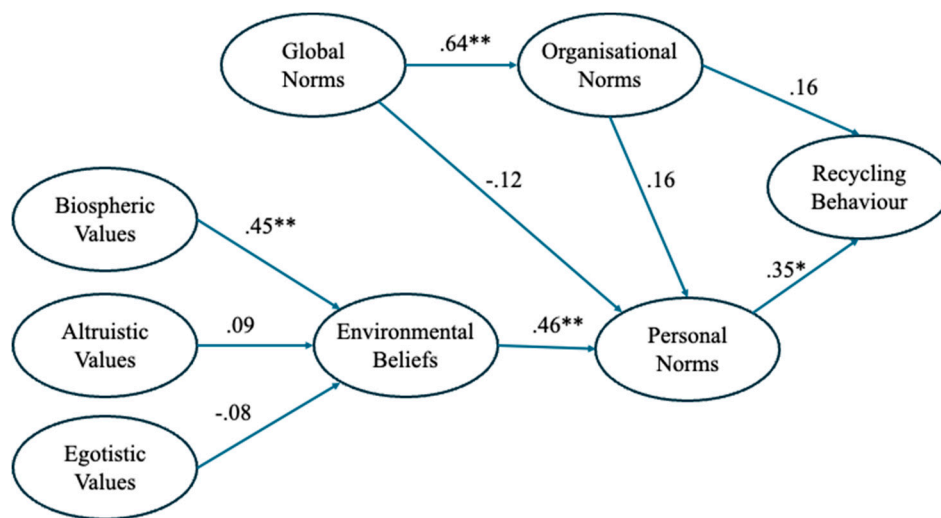 Global
Norms
.64**
Organisational
Norms
.16
Recycling
Behaviour
-.12
.16
Biospheric
Values
.45**
.35*
Altruistic
Values
.09
Environmental
Beliefs
.46**
Personal
Norms
-.08
Egotistic
Values